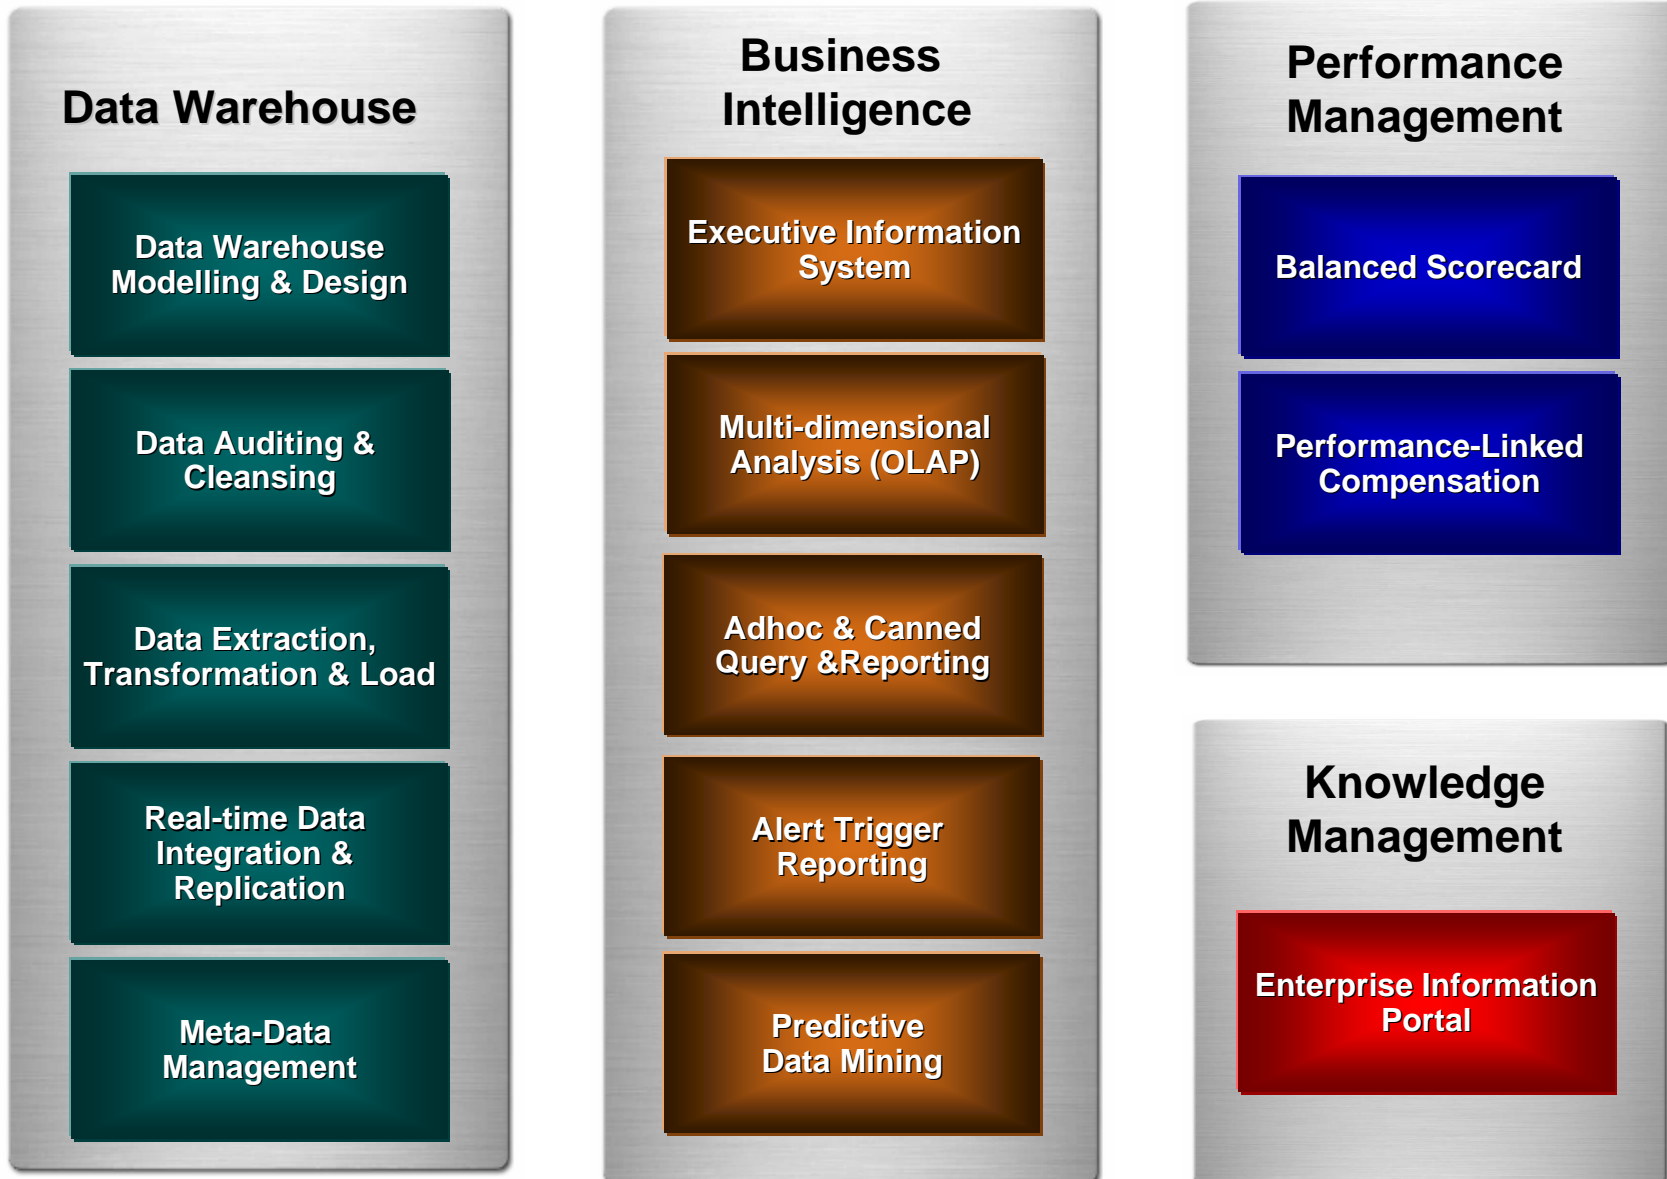 Data Warehouse
Data Warehouse
Modelling & Design
Data Auditing &
Cleansing
Data Extraction,
Transformation & Load
Real-time Data
Integration &
Replication
Meta-Data
Management
Business
Intelligence
Executive Information
System
Multi-dimensional
Analysis (OLAP)
Adhoc & Canned
Query &Reporting
Alert Trigger
Reporting
Predictive
Data Mining
Performance
Management
Balanced Scorecard
Performance-Linked
Compensation
Knowledge
Management
Enterprise Information
Portal